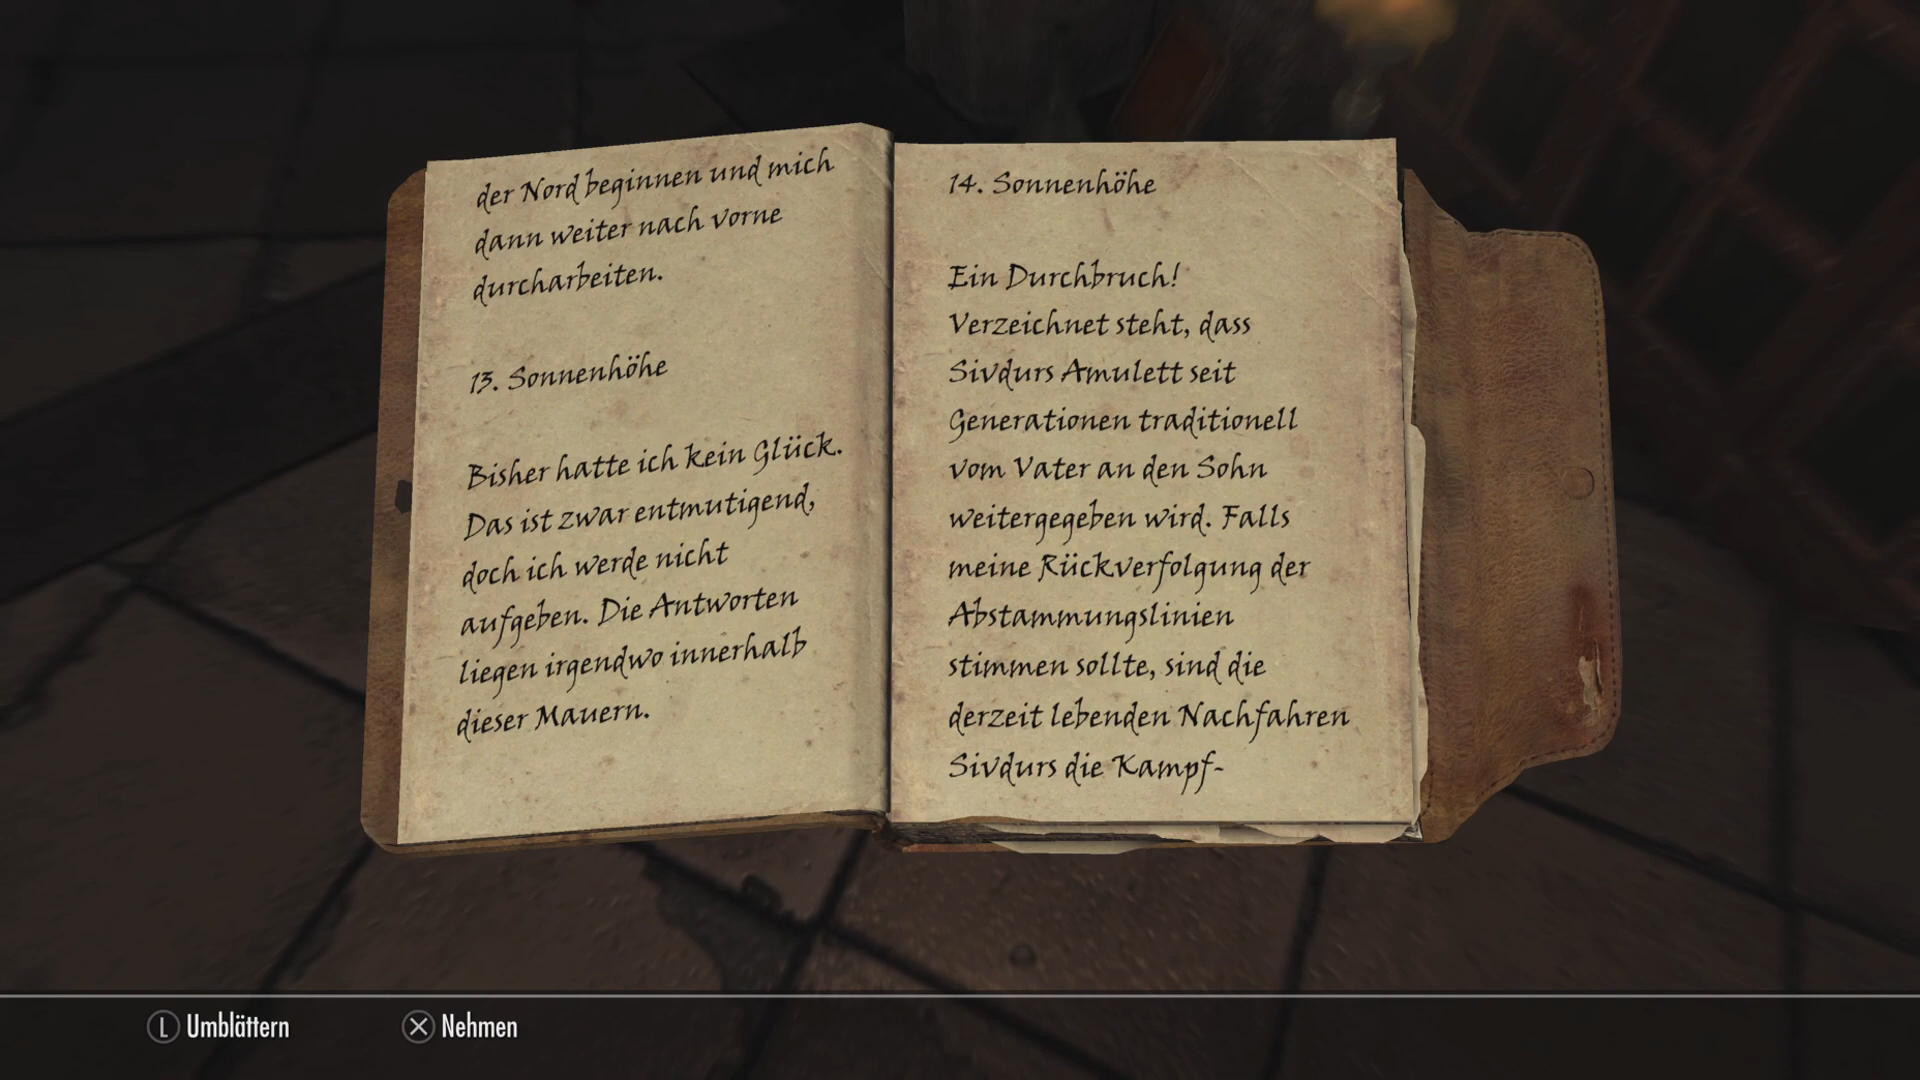 der Nord beginnen und mich
dann weiter nach vorne
durcharbeiten.
13. Sonnenhöhe
Bisher hatte ich kein Glück.
Das ist zwar entmutigend,
doch ich werde nicht
aufgeben. Die Antworten
liegen irgendwo innerhalb
dieser Mauern.
14. Sonnenhöhe
Ein Durchbruch!
Verzeichnet steht, dass
Sivdurs Amulett seit
Generationen traditionell
vom Vater an den Sohn
weitergegeben wird. Falls
meine Rückverfolgung der
Abstammungslinien
stimmen sollte, sind die
derzeit lebenden Nachfahren
Sivdurs die Kampf-
L Umblättern
X Nehmen